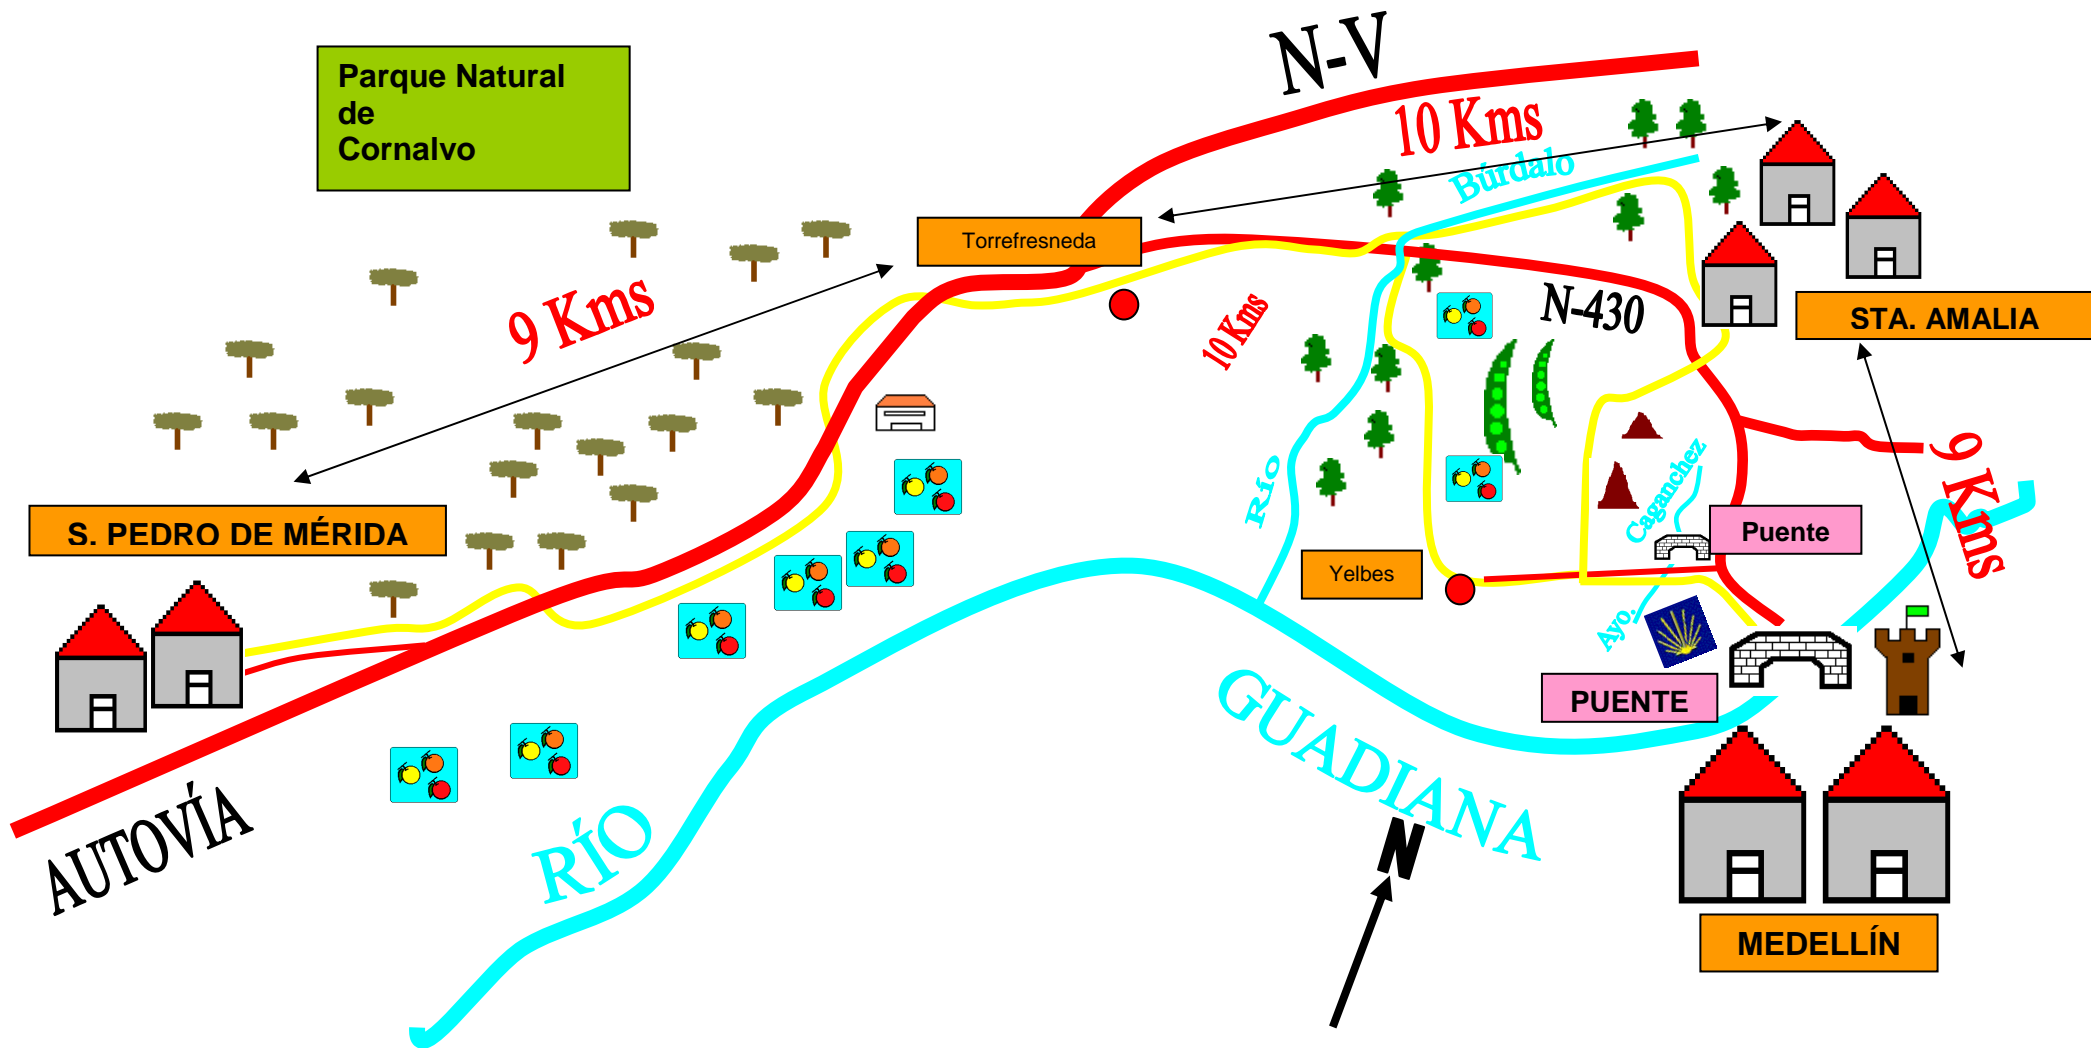 N-V
Parque Natural
de
Cornalvo
10 Kms
Búrdalo
Torrefresneda
9 Kms
N-430
STA. AMALIA
10 Kms
9 Kms
Río
Caganchez
S. PEDRO DE MÉRIDA
Puente
Yelbes
Ayo.
PUENTE
GUADIANA
RÍO
AUTOVÍA
N
MEDELLÍN